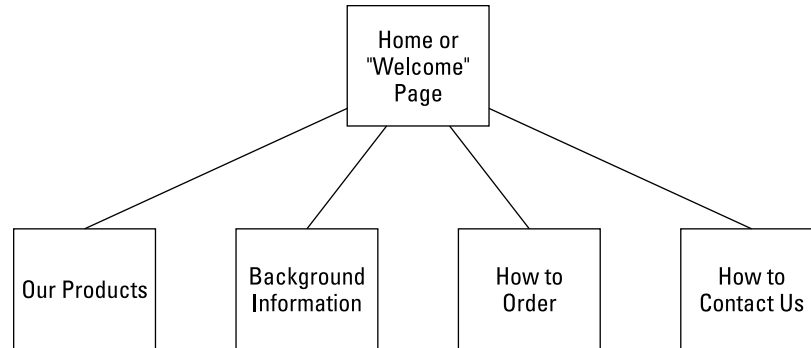 Home or
"Welcome"
Page
Our Products
Background
Information
How to
Order
How to
Contact Us